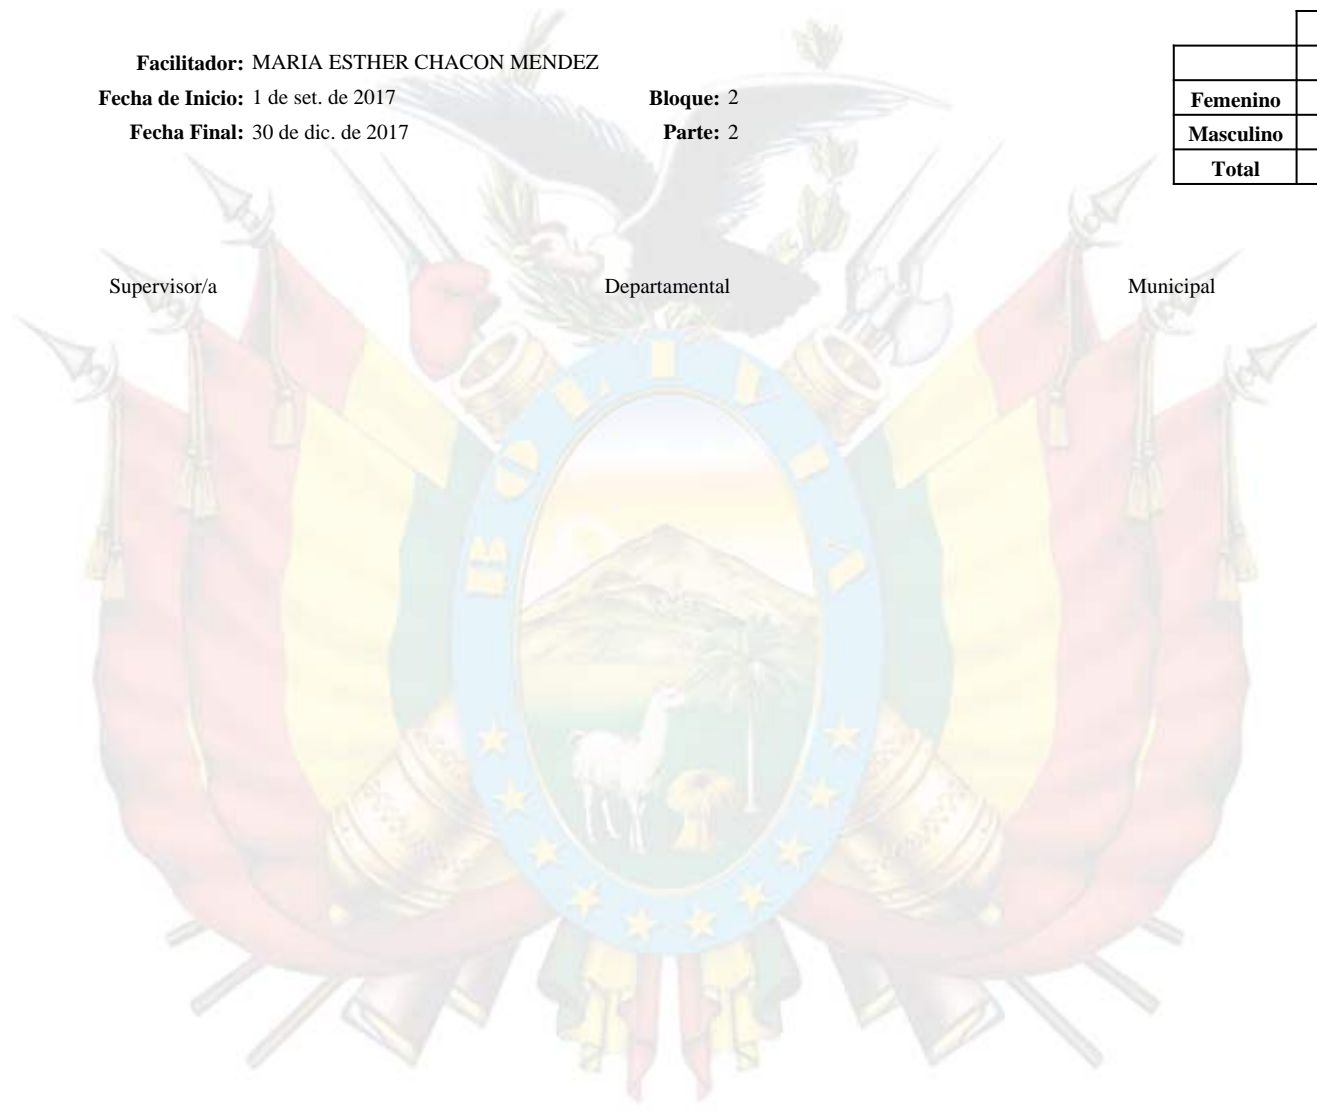 Facilitador: MARIA ESTHER CHACON MENDEZ
Fecha de Inicio: 1 de set. de 2017 Bloque: 2
Femenino
Fecha Final: 30 de dic. de 2017 Parte: 2
Masculino
Total
Supervisor/a Departamental Municipal
BOLIVIA